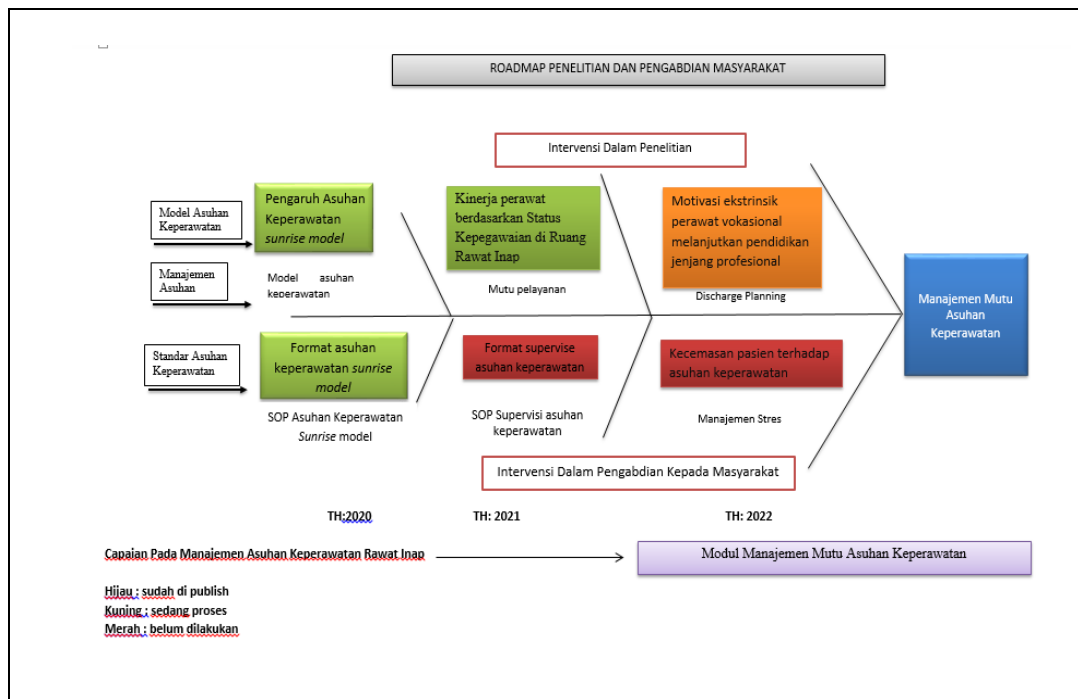 ROADMAP PENELITIAN DAN PENGABDIAN MASYARAKAT
Intervensi Dalam Penelitian
Model Asuhan
Keperawatan
Manajemen
Asuhan
Standar Asuhan
Keperawatan
Pengaruh Asuhan
Keperawatan
sunrise model
Model asuhan
keperawatan
Kinerja perawat
berdasarkan Status
Kepegawaian di Ruang
Rawat Inap
Mutu pelayanan
Motivasi ekstrinsik
perawat vokasional
melanjutkan pendidikan
jenjang profesional
Discharge Planning
Manajemen Mutu
Asuhan
Keperawatan
Format asuhan
keperawatan sunrise
model
SOP Asuhan Keperawatan
Sunrise model
Format supervise
asuhan keperawatan
SOP Supervisi asuhan
keperawatan
Kecemasan pasien terhadap
asuhan keperawatan
Manajemen Stres
Intervensi Dalam Pengabdian Kepada Masyarakat
TH:2020
TH: 2021
TH: 2022
Capaian Pada Manajemen Asuhan Keperawatan Rawat Inap
Modul Manajemen Mutu Asuhan Keperawatan
Hijau : sudah di publish
Kuning : sedang proses
Merah : belum dilakukan